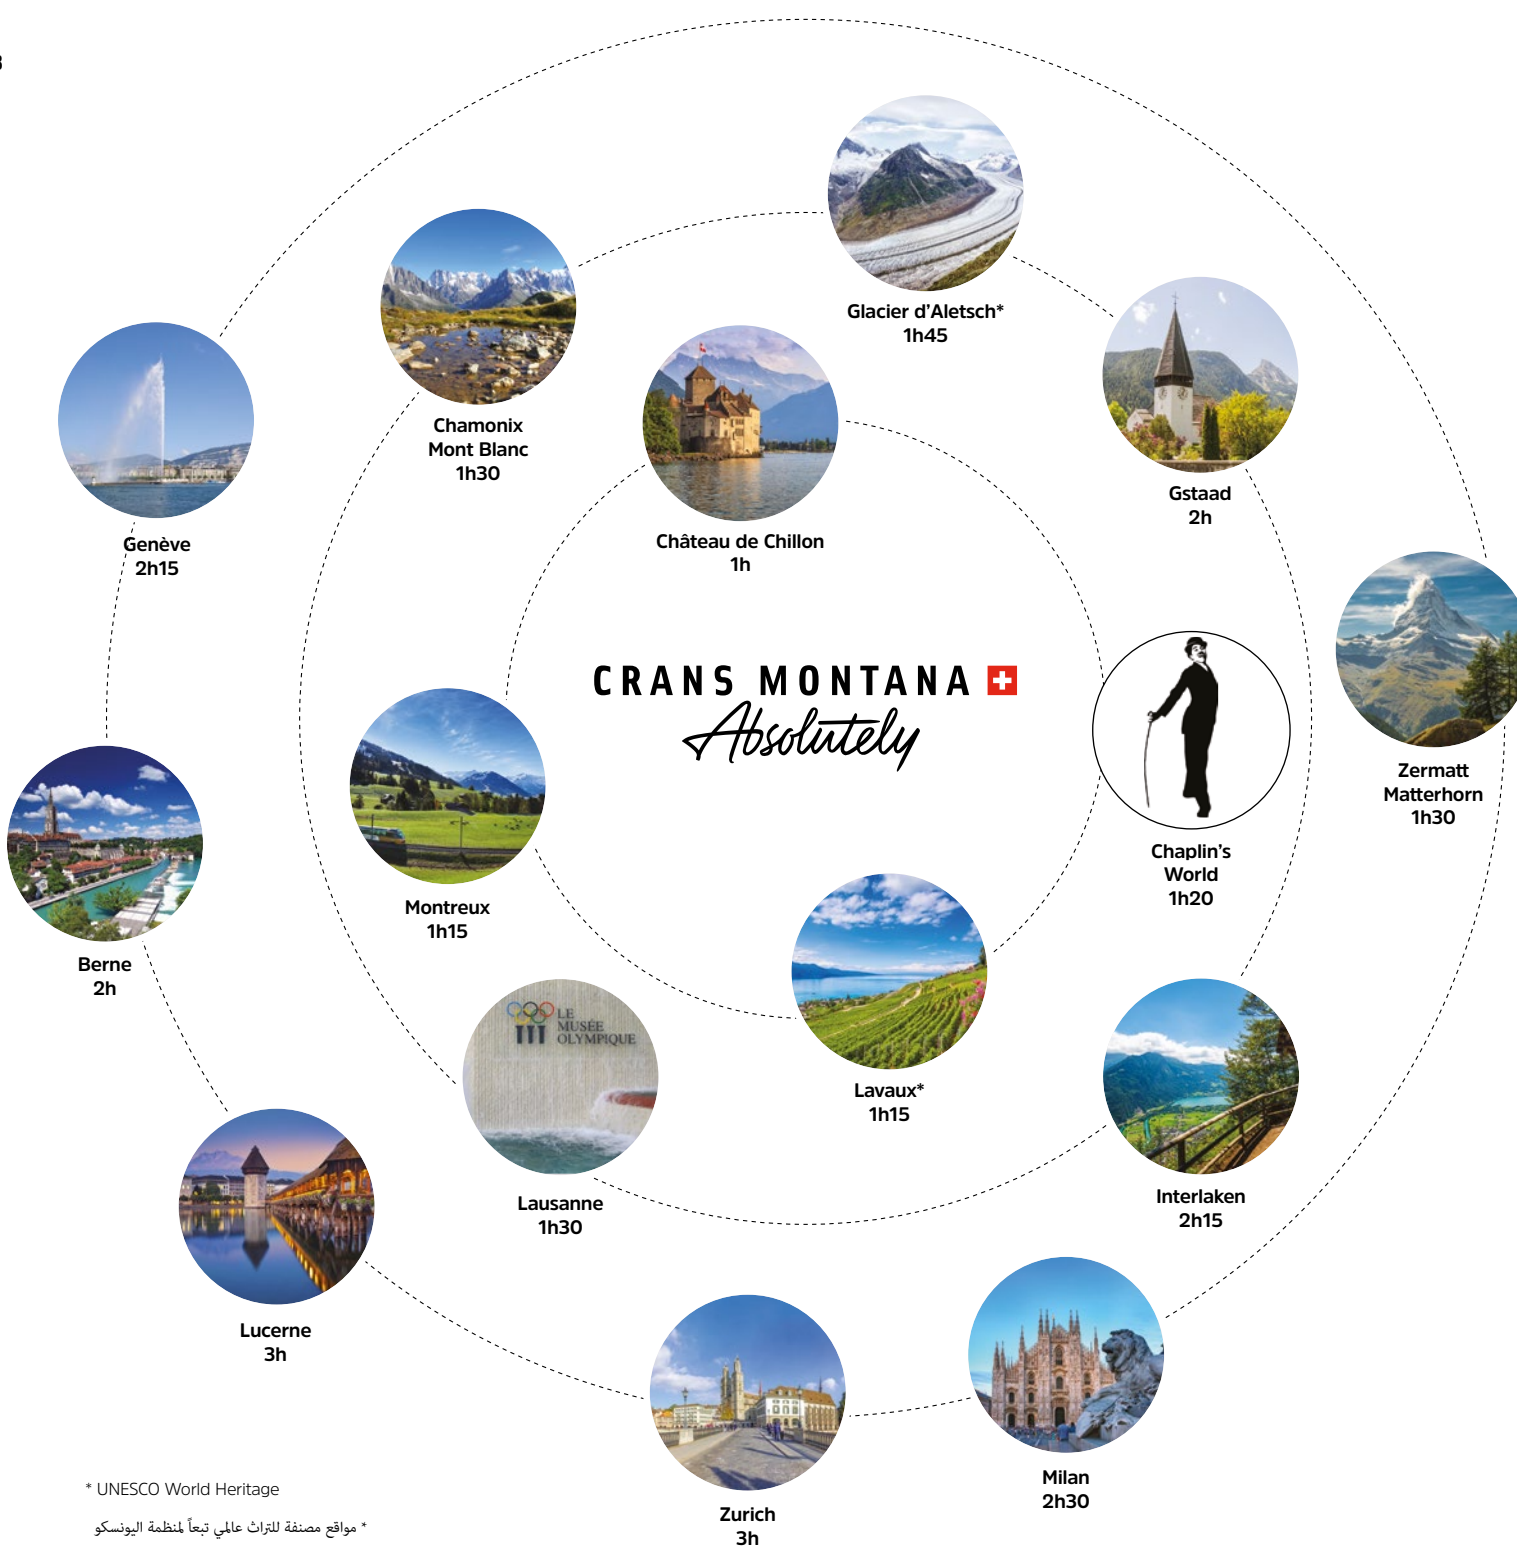 Glacier d'Aletsch*
1h45
Chamonix
Mont Blanc
1h30
Gstaad
2h
Genève
2h15
Château de Chillon
1h
CRANS MONTANA
Absolutely
Zermatt
Matterhorn
1h30
Chaplin's
World
1h20
Montreux
1h15
Berne
2h
LE
MUSÉE
OLYMPIQUE
Lavaux*
1h15
Lausanne
1h30
Interlaken
2h15
Lucerne
3h
Milan
2h30
Zurich
3h
* UNESCO World Heritage
* مواقع مصنفة للتراث عالمي تبعاً لمنظمة اليونسكو